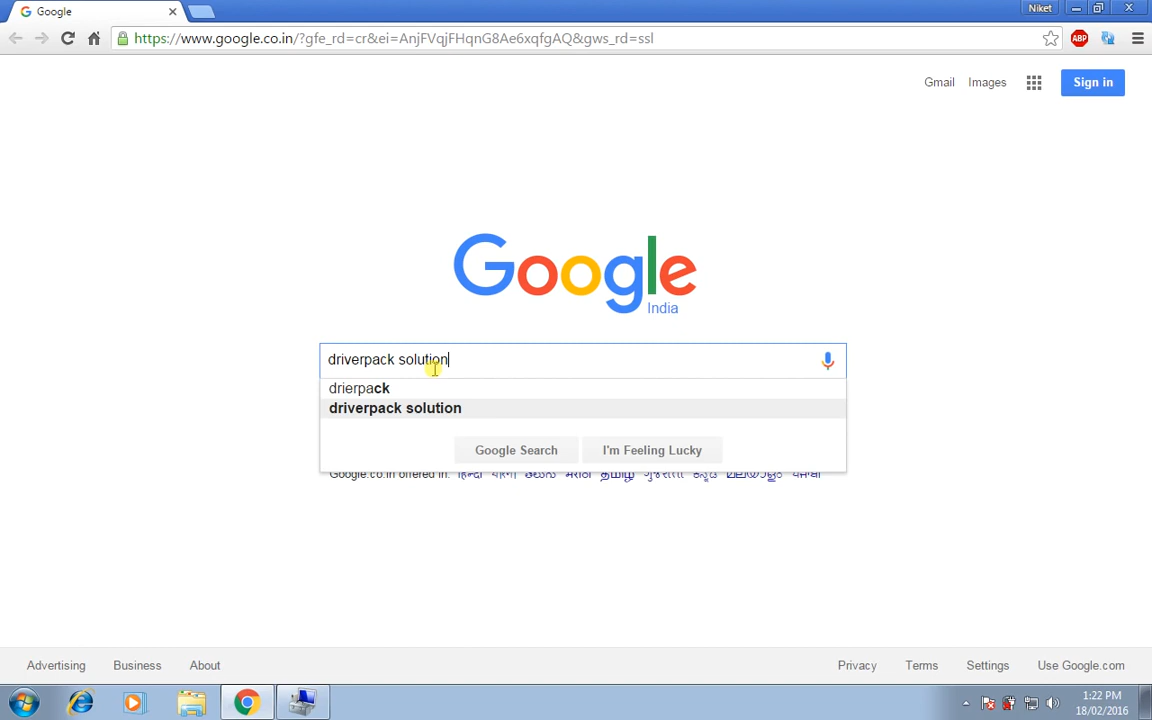 Google
Niket
https://www.google.co.in/?gfe_rd=cr&ei=AnjFVqjFHqnG8Ae6xqfgAQ&gws_rd=ssl
ABP
Gmail Images Sign in
Google
India
driverpack solution
drierpack
driverpack solution
Google Search I'm Feeling Lucky
Google.co.in offered in:
Advertising Business About Privacy Terms Settings Use Google.com
1:22 PM
18/02/2016